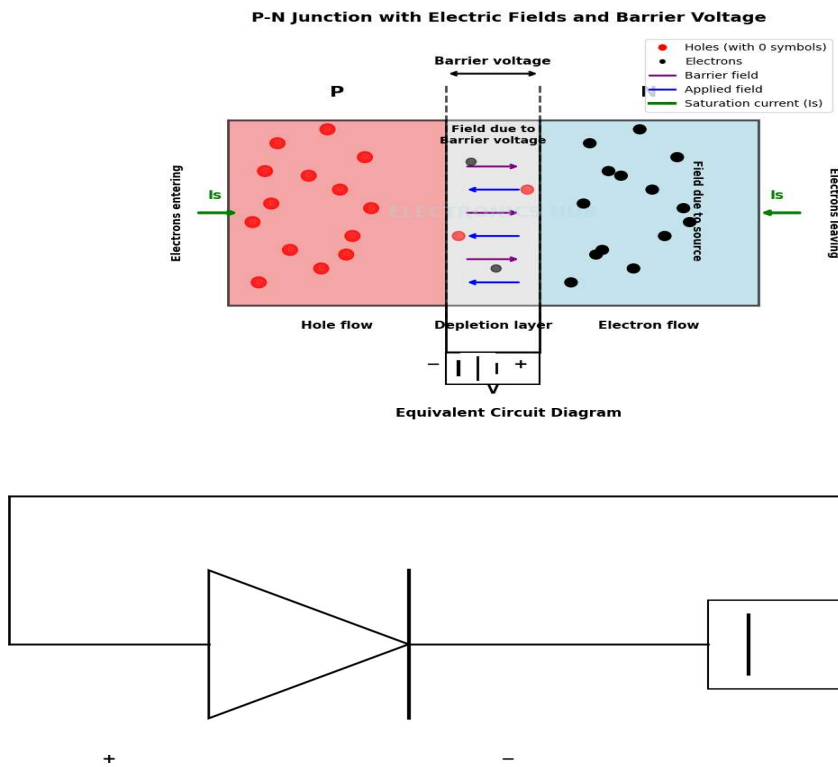 P-N Junction with Electric Fields and Barrier Voltage
Holes (with 0 symbols)
Electrons
Barrier field
Applied field
Saturation current (Is)
Barrier voltage
P
N
Field due to
Barrier voltage
Electrons entering
Is
ELECTRONICS HUB
Field due to source
Is
Electrons leaving
Hole flow
Depletion layer
Electron flow
− +
V
Equivalent Circuit Diagram
+ −